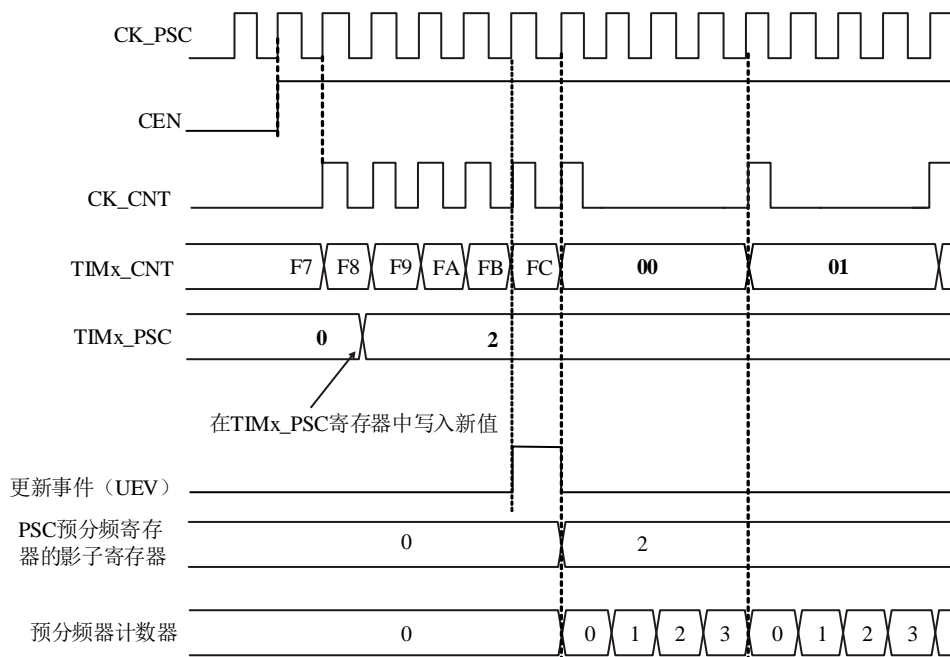 CK_PSC
CEN
CK_CNT
TIMx_CNT F7 F8 F9 FA FB FC 00 01
TIMx_PSC 0 2
在TIMx_PSC寄存器中写入新值
更新事件（UEV）
PSC预分频寄存
器的影子寄存器
0 2
预分频器计数器 0 0 1 2 3 0 1 2 3